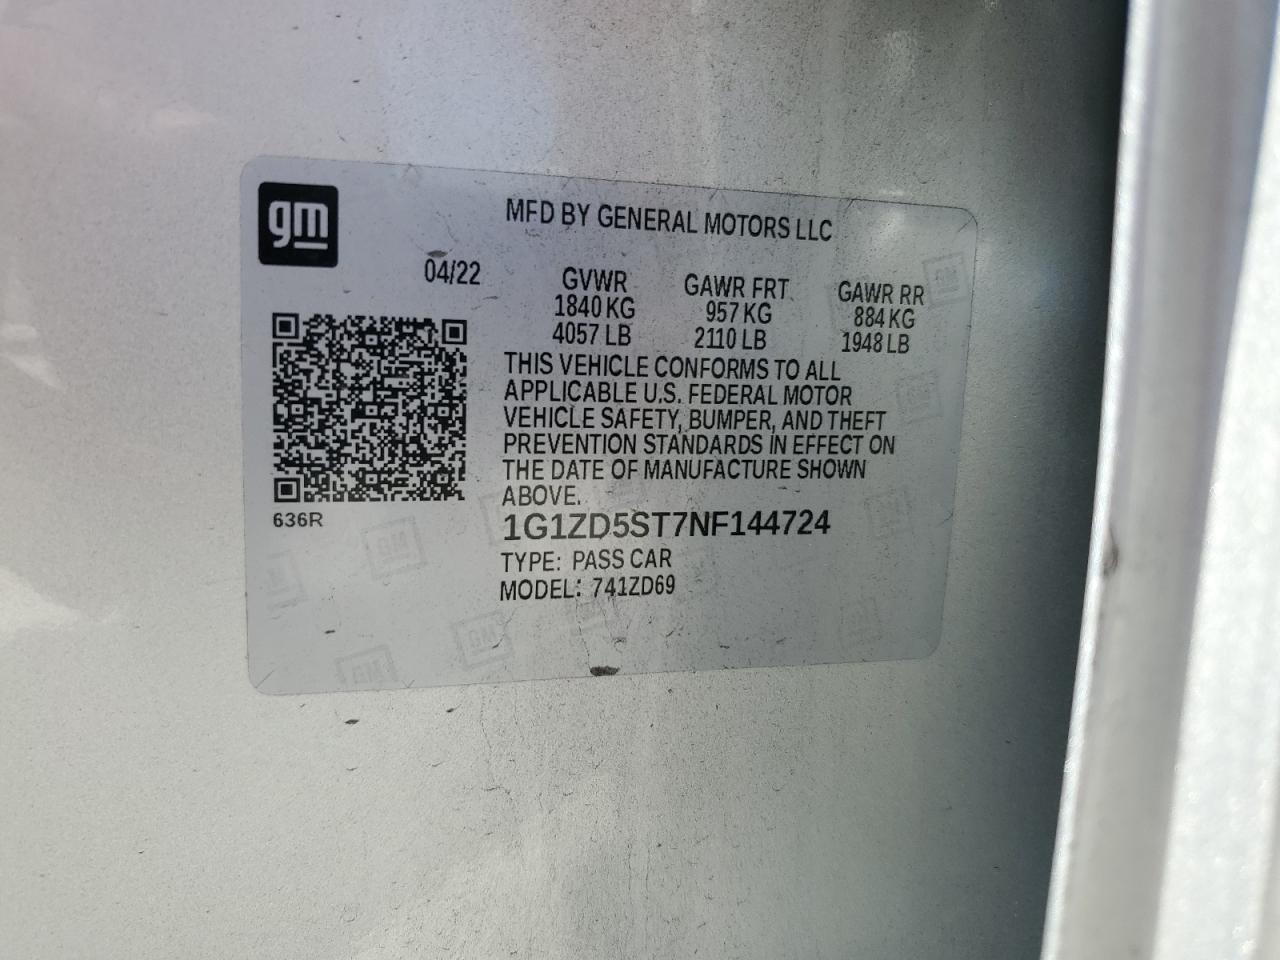 gm
MFD BY GENERAL MOTORS LLC
04/22
GVWR GAWR FRT GAWR RR
1840 KG 957 KG 884 KG
4057 LB 2110 LB 1948 LB
THIS VEHICLE CONFORMS TO ALL
APPLICABLE U.S. FEDERAL MOTOR
VEHICLE SAFETY, BUMPER, AND THEFT
PREVENTION STANDARDS IN EFFECT ON
THE DATE OF MANUFACTURE SHOWN
ABOVE.
636R
1G1ZD5ST7NF144724
TYPE: PASS CAR
MODEL: 741ZD69